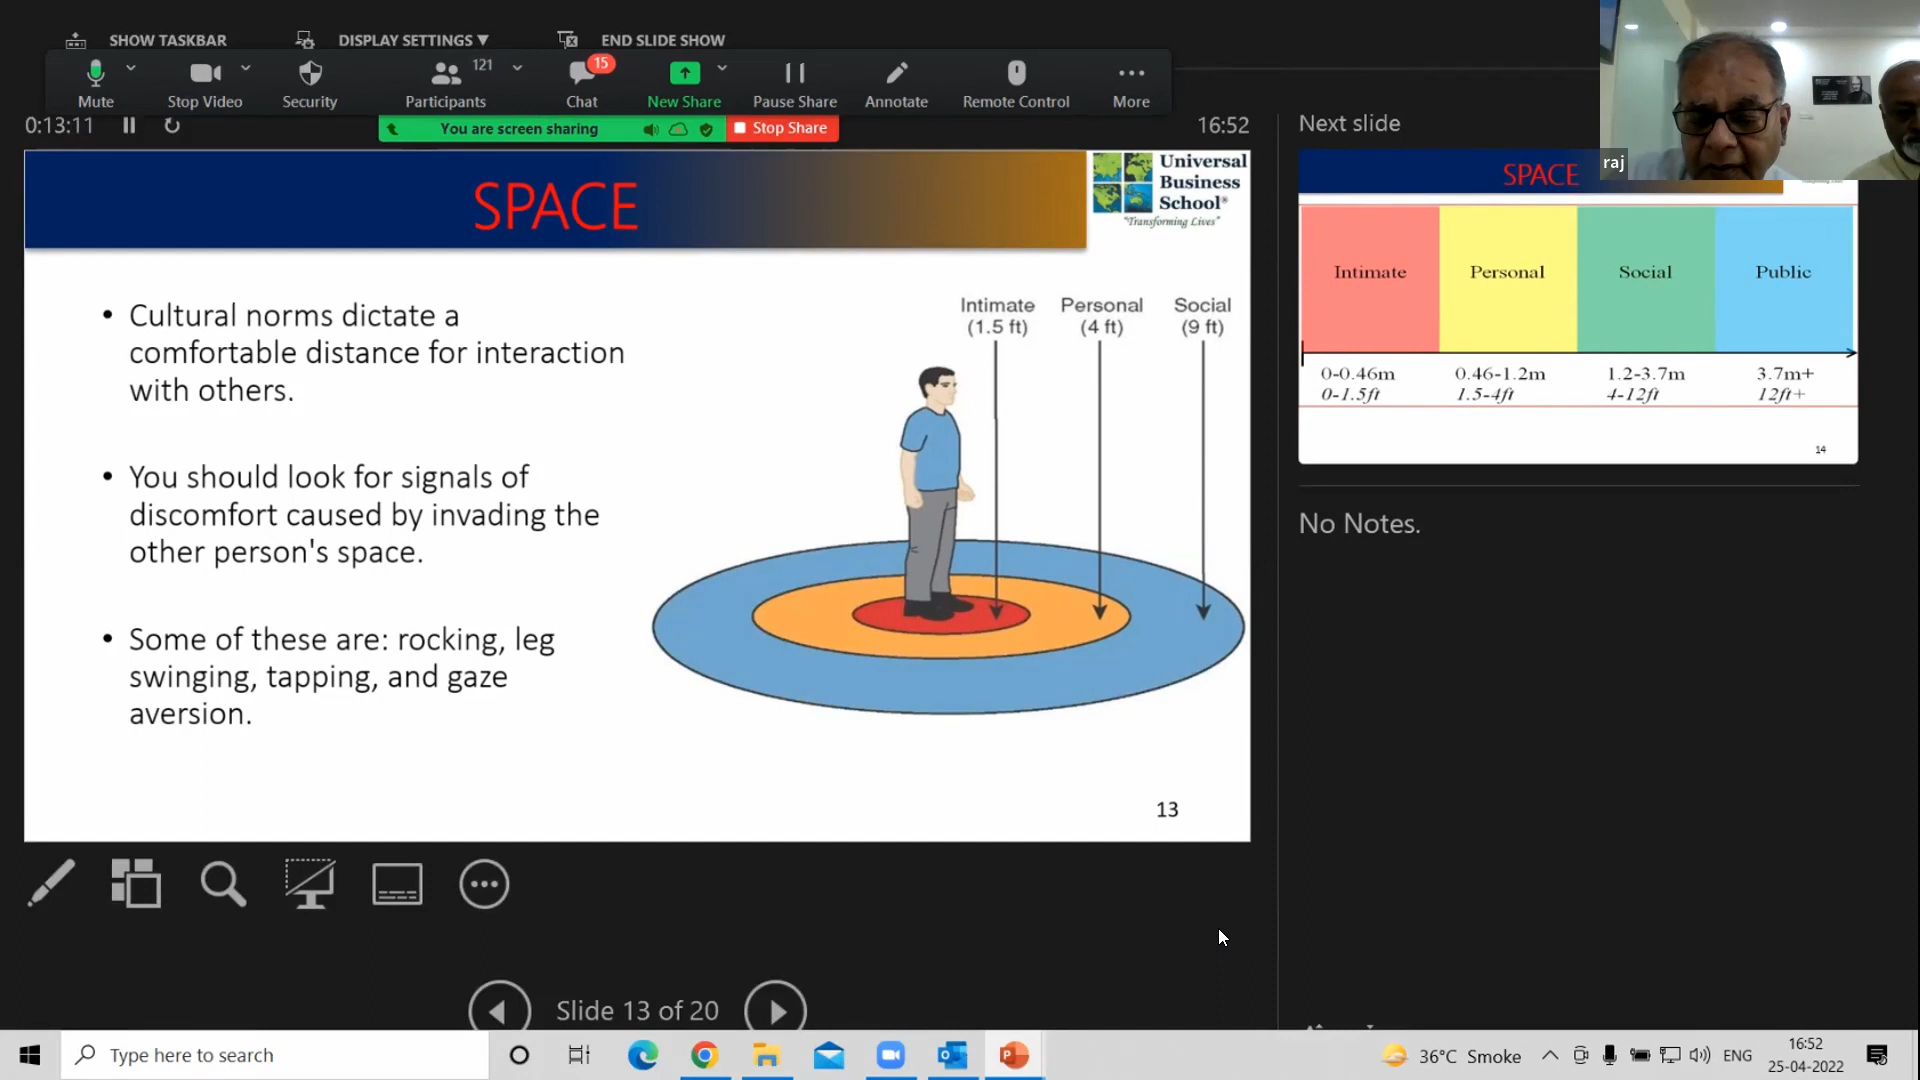 SHOW TASKBAR DISPLAY SETTINGS ▼ END SLIDE SHOW
121
15
Mute Stop Video Security Participants Chat New Share Pause Share Annotate Remote Control More
0:13:11
You are screen sharing
Stop Share
16:52
SPACE
Universal
Business
School®
"Transforming Lives"
• Cultural norms dictate a
comfortable distance for interaction
with others.
• You should look for signals of
discomfort caused by invading the
other person's space.
• Some of these are: rocking, leg
swinging, tapping, and gaze
aversion.
Intimate Personal Social
(1.5 ft) (4 ft) (9 ft)
13
Next slide
raj
SPACE
Intimate Personal Social Public
0-0.46m 0.46-1.2m 1.2-3.7m 3.7m+
0-1.5ft 1.5-4ft 4-12ft 12ft+
14
No Notes.
Slide 13 of 20
Type here to search
36°C Smoke
ENG
16:52
25-04-2022